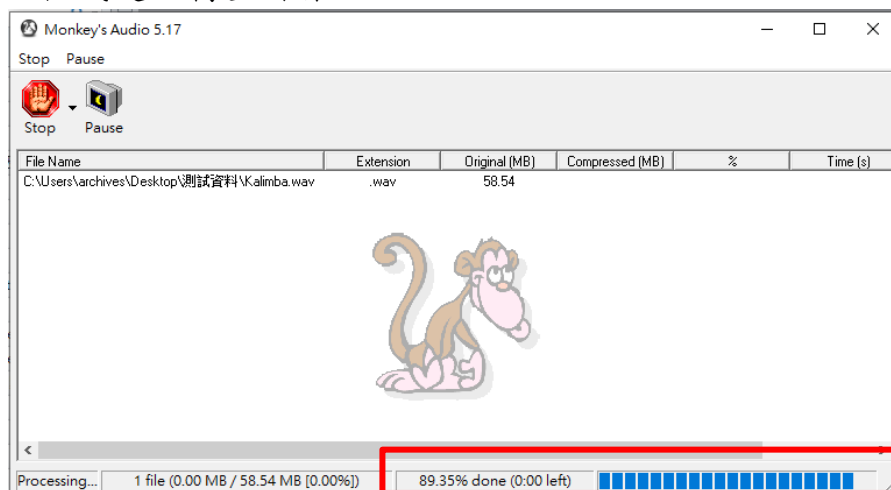 Monkey's Audio 5.17
Stop Pause
Stop Pause
File Name Extension Original (MB) Compressed (MB) % Time (s)
C:\Users\archives\Desktop\測試資料\Kalimba.wav .wav 58.54
Processing... 1 file (0.00 MB / 58.54 MB [0.00%]) 89.35% done (0:00 left)